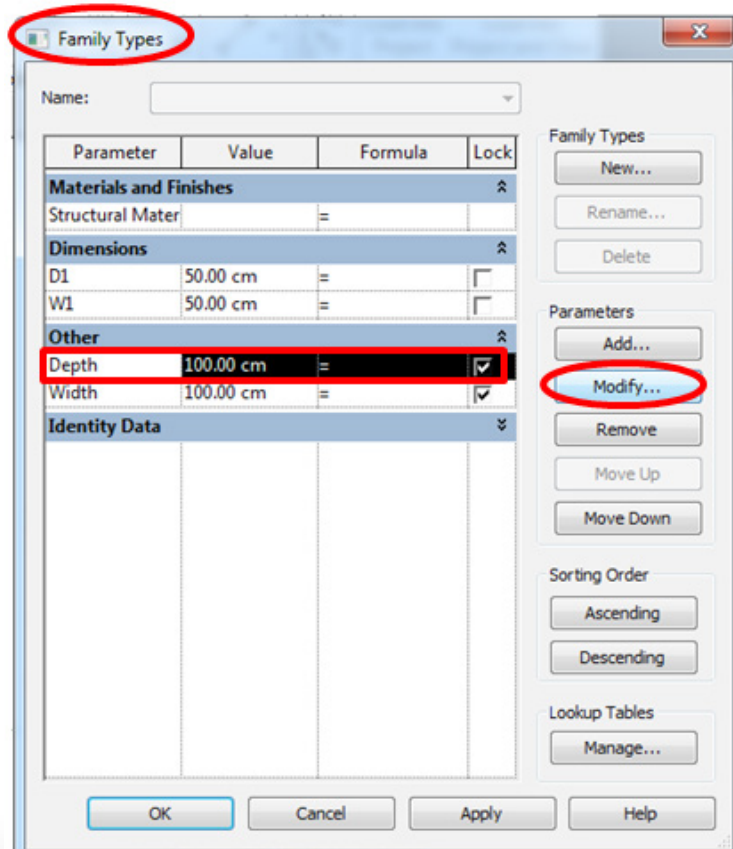 Family Types
Name:
Parameter Value Formula Lock
Materials and Finishes
Structural Mater =
Dimensions
D1 50.00 cm =
W1 50.00 cm =
Other
Depth 100.00 cm =
Width 100.00 cm =
Identity Data
Family Types
New...
Rename...
Delete
Parameters
Add...
Modify...
Remove
Move Up
Move Down
Sorting Order
Ascending
Descending
Lookup Tables
Manage...
OK Cancel Apply Help